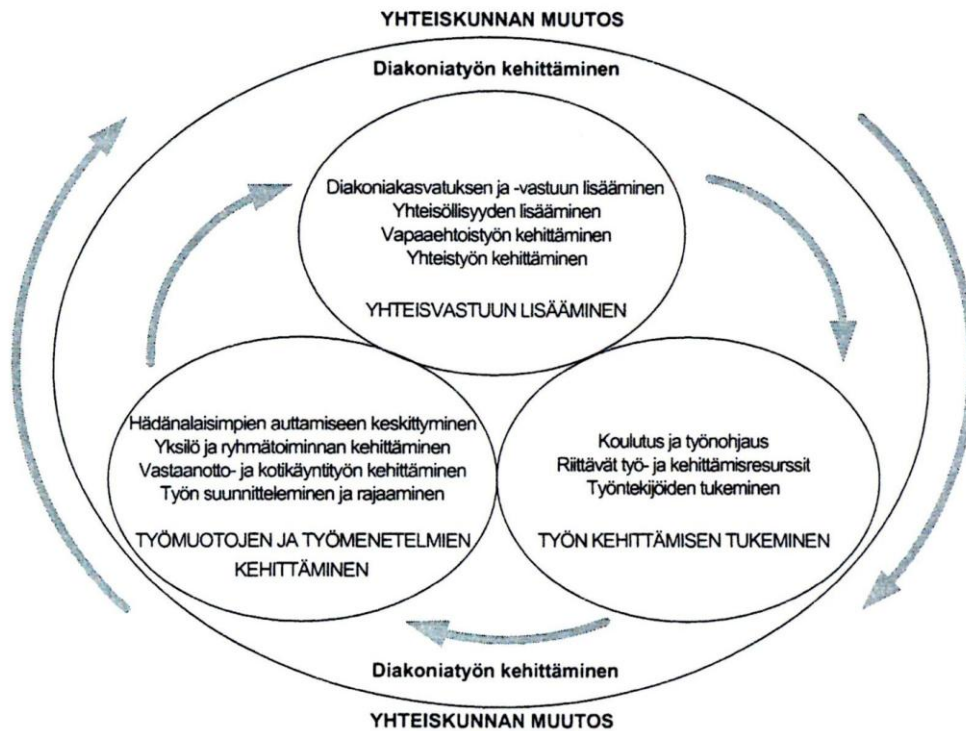 YHTEISKUNNAN MUUTOS
Diakoniatyön kehittäminen
Diakoniakasvatuksen ja -vastuun lisääminen
Yhteisöllisyyden lisääminen
Vapaaehtoistyön kehittäminen
Yhteistyön kehittäminen
YHTEISVASTUUN LISÄÄMINEN
Hädänalaisimpien auttamiseen keskittyminen
Yksilö ja ryhmätoiminnan kehittäminen
Vastaanotto- ja kotikäyntityön kehittäminen
Työn suunnitteleminen ja rajaaminen
TYÖMUOTOJEN JA TYÖMENETELMIEN
KEHITTÄMINEN
Koulutus ja työnohjaus
Riittävät työ- ja kehittämisresurssit
Työntekijöiden tukeminen
TYÖN KEHITTÄMISEN TUKEMINEN
Diakoniatyön kehittäminen
YHTEISKUNNAN MUUTOS